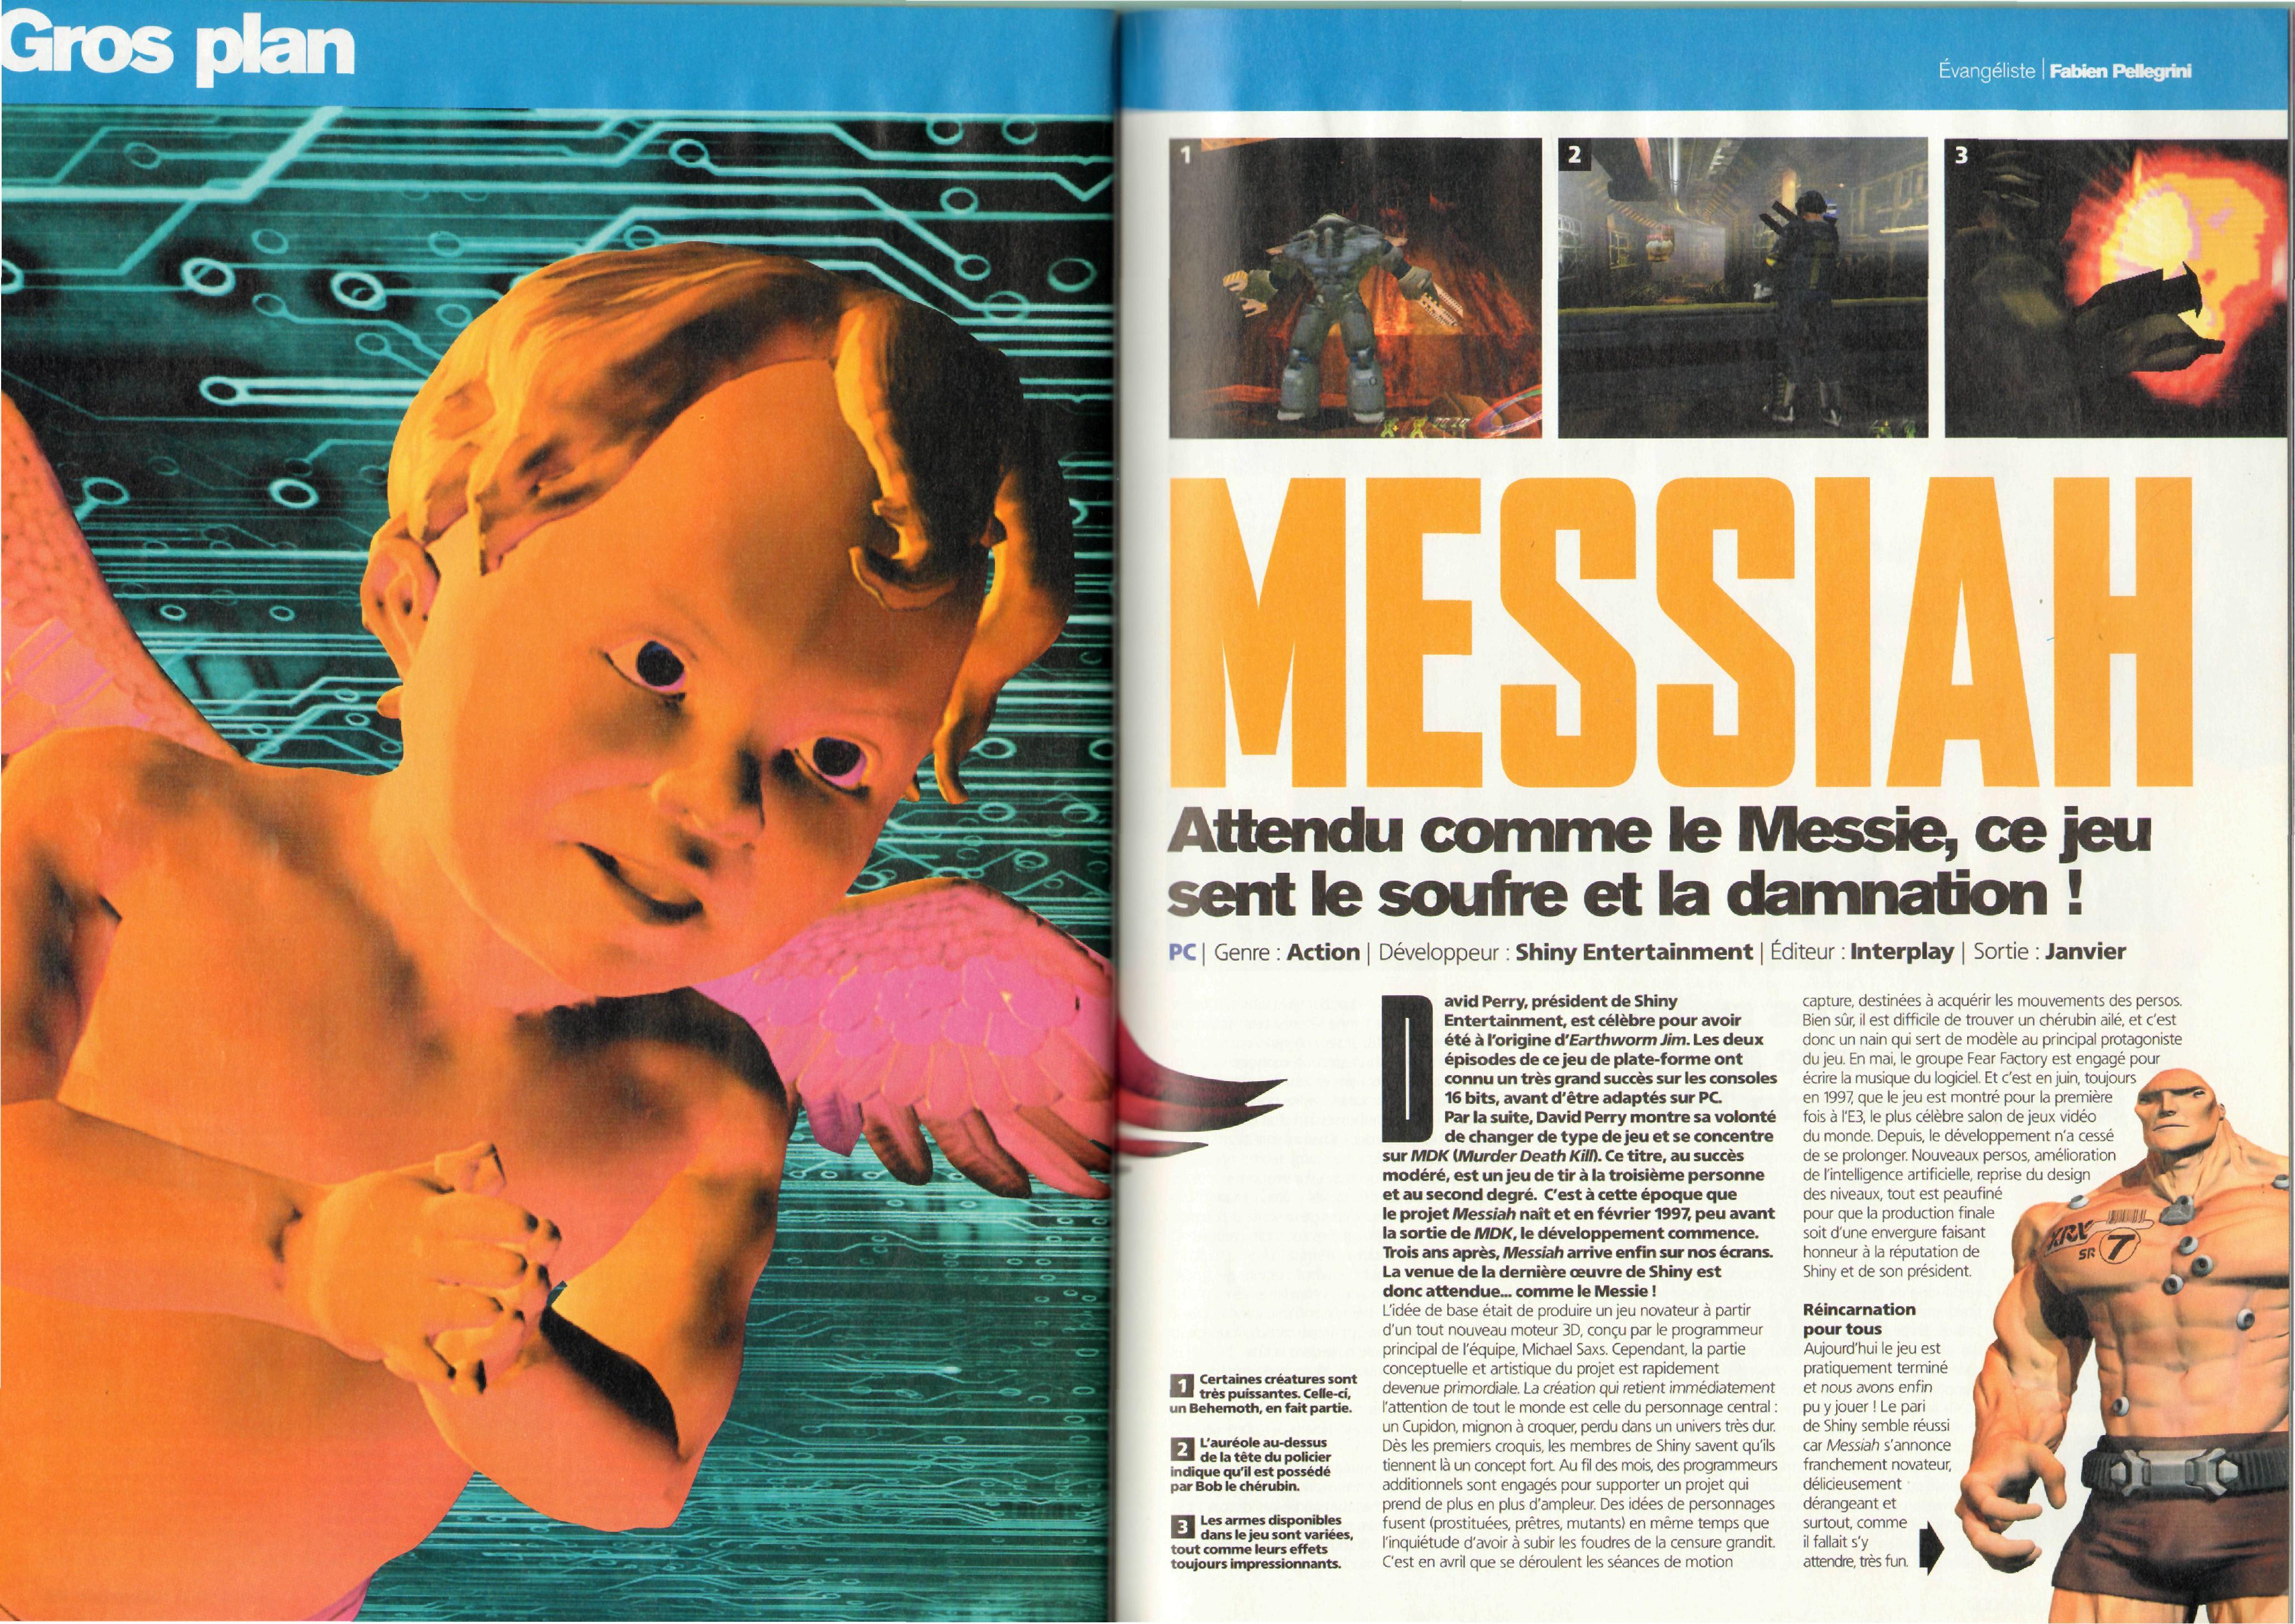 Gros plan
Évangéliste | Fabien Pellegrini
1
2
3
MESSIAH
Attendu comme le Messie, ce jeu
sent le soufre et la damnation !
PC | Genre : Action | Développeur : Shiny Entertainment | Éditeur : Interplay | Sortie : Janvier
David Perry, président de Shiny
Entertainment, est célèbre pour avoir
été à l'origine d'Earthworm Jim. Les deux
épisodes de ce jeu de plate-forme ont
connu un très grand succès sur les consoles
16 bits, avant d'être adaptés sur PC.
Par la suite, David Perry montre sa volonté
de changer de type de jeu et se concentre
sur MDK (Murder Death Kill). Ce titre, au succès
modéré, est un jeu de tir à la troisième personne
et au second degré. C'est à cette époque que
le projet Messiah naît et en février 1997, peu avant
la sortie de MDK, le développement commence.
Trois ans après, Messiah arrive enfin sur nos écrans.
La venue de la dernière œuvre de Shiny est
donc attendue... comme le Messie !
L'idée de base était de produire un jeu novateur à partir
d'un tout nouveau moteur 3D, conçu par le programmeur
principal de l'équipe, Michael Saxs. Cependant, la partie
conceptuelle et artistique du projet est rapidement
devenue primordiale. La création qui retient immédiatement
l'attention de tout le monde est celle du personnage central :
un Cupidon, mignon à croquer, perdu dans un univers très dur.
Dès les premiers croquis, les membres de Shiny savent qu'ils
tiennent là un concept fort. Au fil des mois, des programmeurs
additionnels sont engagés pour supporter un projet qui
prend de plus en plus d'ampleur. Des idées de personnages
fusent (prostituées, prêtres, mutants) en même temps que
l'inquiétude d'avoir à subir les foudres de la censure grandit.
C'est en avril que se déroulent les séances de motion
capture, destinées à acquérir les mouvements des persos.
Bien sûr, il est difficile de trouver un chérubin ailé, et c'est
donc un nain qui sert de modèle au principal protagoniste
du jeu. En mai, le groupe Fear Factory est engagé pour
écrire la musique du logiciel. Et c'est en juin, toujours
en 1997, que le jeu est montré pour la première
fois à l'E3, le plus célèbre salon de jeux vidéo
du monde. Depuis, le développement n'a cessé
de se prolonger. Nouveaux persos, amélioration
de l'intelligence artificielle, reprise du design
des niveaux, tout est peaufiné
pour que la production finale
soit d'une envergure faisant
honneur à la réputation de
Shiny et de son président.
Réincarnation
pour tous
Aujourd'hui le jeu est
pratiquement terminé
et nous avons enfin
pu y jouer ! Le pari
de Shiny semble réussi
car Messiah s'annonce
franchement novateur,
délicieusement
dérangeant et
surtout, comme
il fallait s'y
attendre, très fun.
SR 7
1 Certaines créatures sont
très puissantes. Celle-ci,
un Behemoth, en fait partie.
2 L'auréole au-dessus
de la tête du policier
indique qu'il est possédé
par Bob le chérubin.
3 Les armes disponibles
dans le jeu sont variées,
tout comme leurs effets
toujours impressionnants.